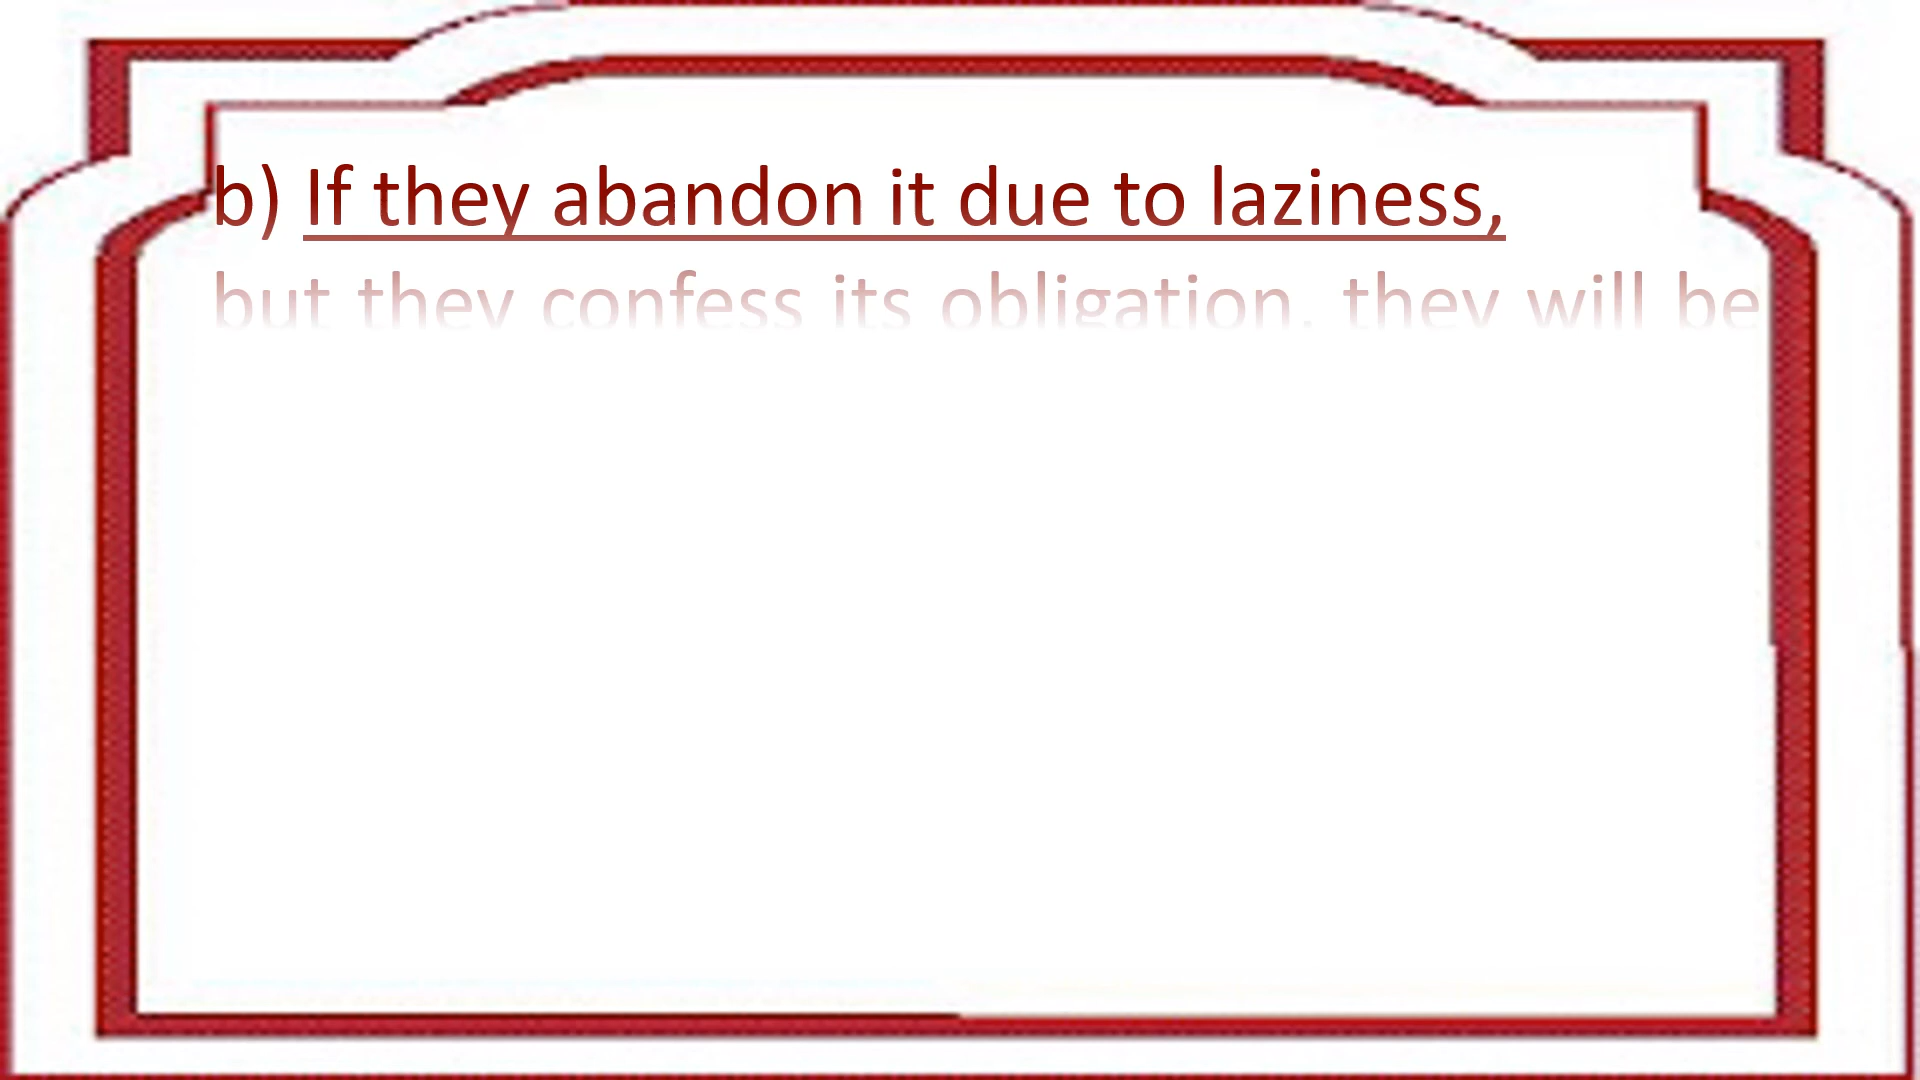 b) If they abandon it due to laziness,
but they confess its obligation, they will be